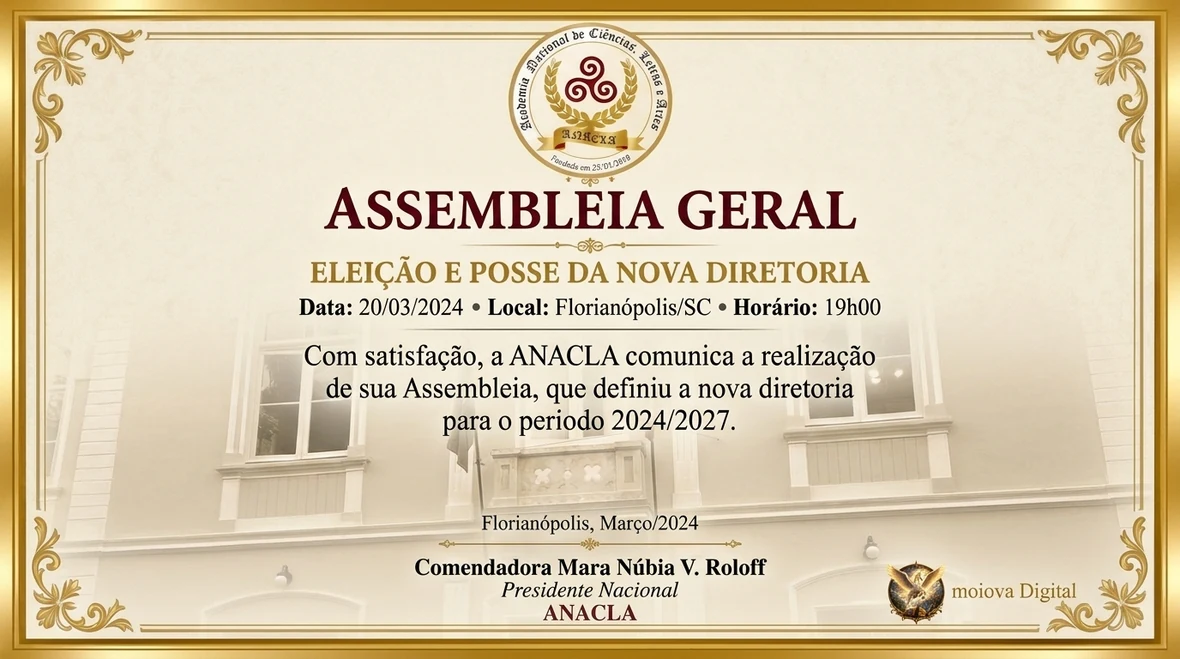 Academia Nacional de Ciências, Letras e Artes
ANACLA
ASSEMBLEIA GERAL
ELEIÇÃO E POSSE DA NOVA DIRETORIA
Data: 20/03/2024 • Local: Florianópolis/SC • Horário: 19h00
Com satisfação, a ANACLA comunica a realização
de sua Assembleia, que definiu a nova diretoria
para o periodo 2024/2027.
Florianópolis, Março/2024
Comendadora Mara Núbia V. Roloff
Presidente Nacional
ANACLA
moiova Digital